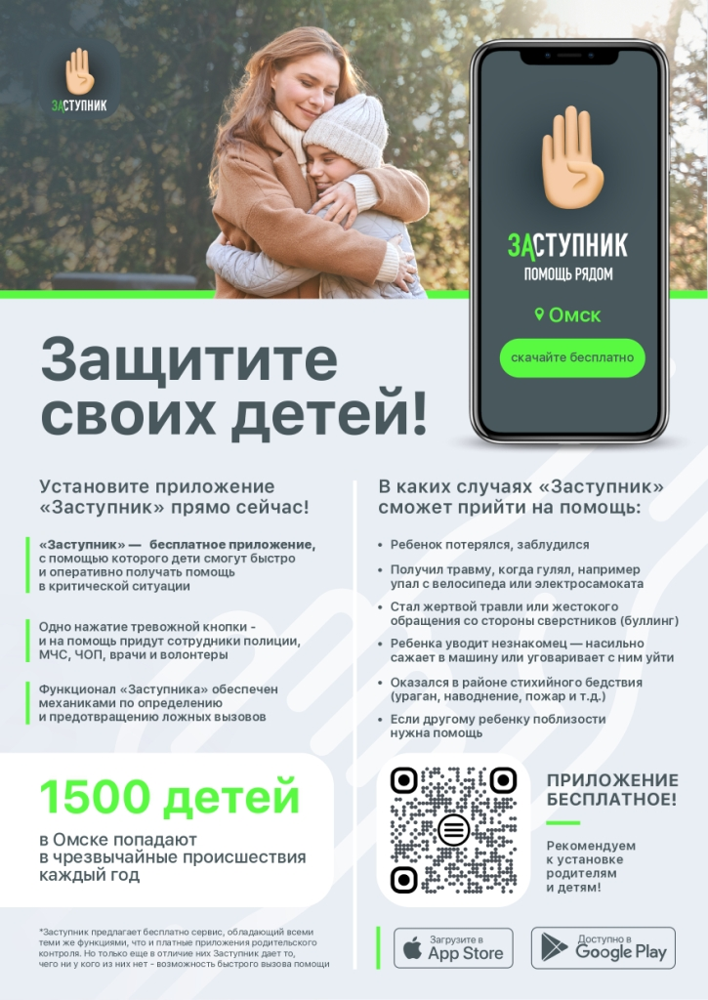 ЗАСТУПНИК
ЗАСТУПНИК
ПОМОЩЬ РЯДОМ
Омск
скачайте бесплатно
Защитите
своих детей!
Установите приложение
«Заступник» прямо сейчас!
«Заступник» — бесплатное приложение,
с помощью которого дети смогут быстро
и оперативно получать помощь
в критической ситуации
Одно нажатие тревожной кнопки -
и на помощь придут сотрудники полиции,
МЧС, ЧОП, врачи и волонтеры
Функционал «Заступника» обеспечен
механиками по определению
и предотвращению ложных вызовов
В каких случаях «Заступник»
сможет прийти на помощь:
• Ребенок потерялся, заблудился
• Получил травму, когда гулял, например
упал с велосипеда или электросамоката
• Стал жертвой травли или жестокого
обращения со стороны сверстников (буллинг)
• Ребенка уводит незнакомец — насильно
сажает в машину или уговаривает с ним уйти
• Оказался в районе стихийного бедствия
(ураган, наводнение, пожар и т.д.)
• Если другому ребенку поблизости
нужна помощь
1500 детей
в Омске попадают
в чрезвычайные происшествия
каждый год
ПРИЛОЖЕНИЕ
БЕСПЛАТНОЕ!
Рекомендуем
к установке
родителям
и детям!
*Заступник предлагает бесплатно сервис, обладающий всеми
теми же функциями, что и платные приложения родительского
контроля. Но только еще в отличие них Заступник дает то,
чего ни у кого из них нет - возможность быстрого вызова помощи
Загрузите в
App Store
Доступно в
Google Play